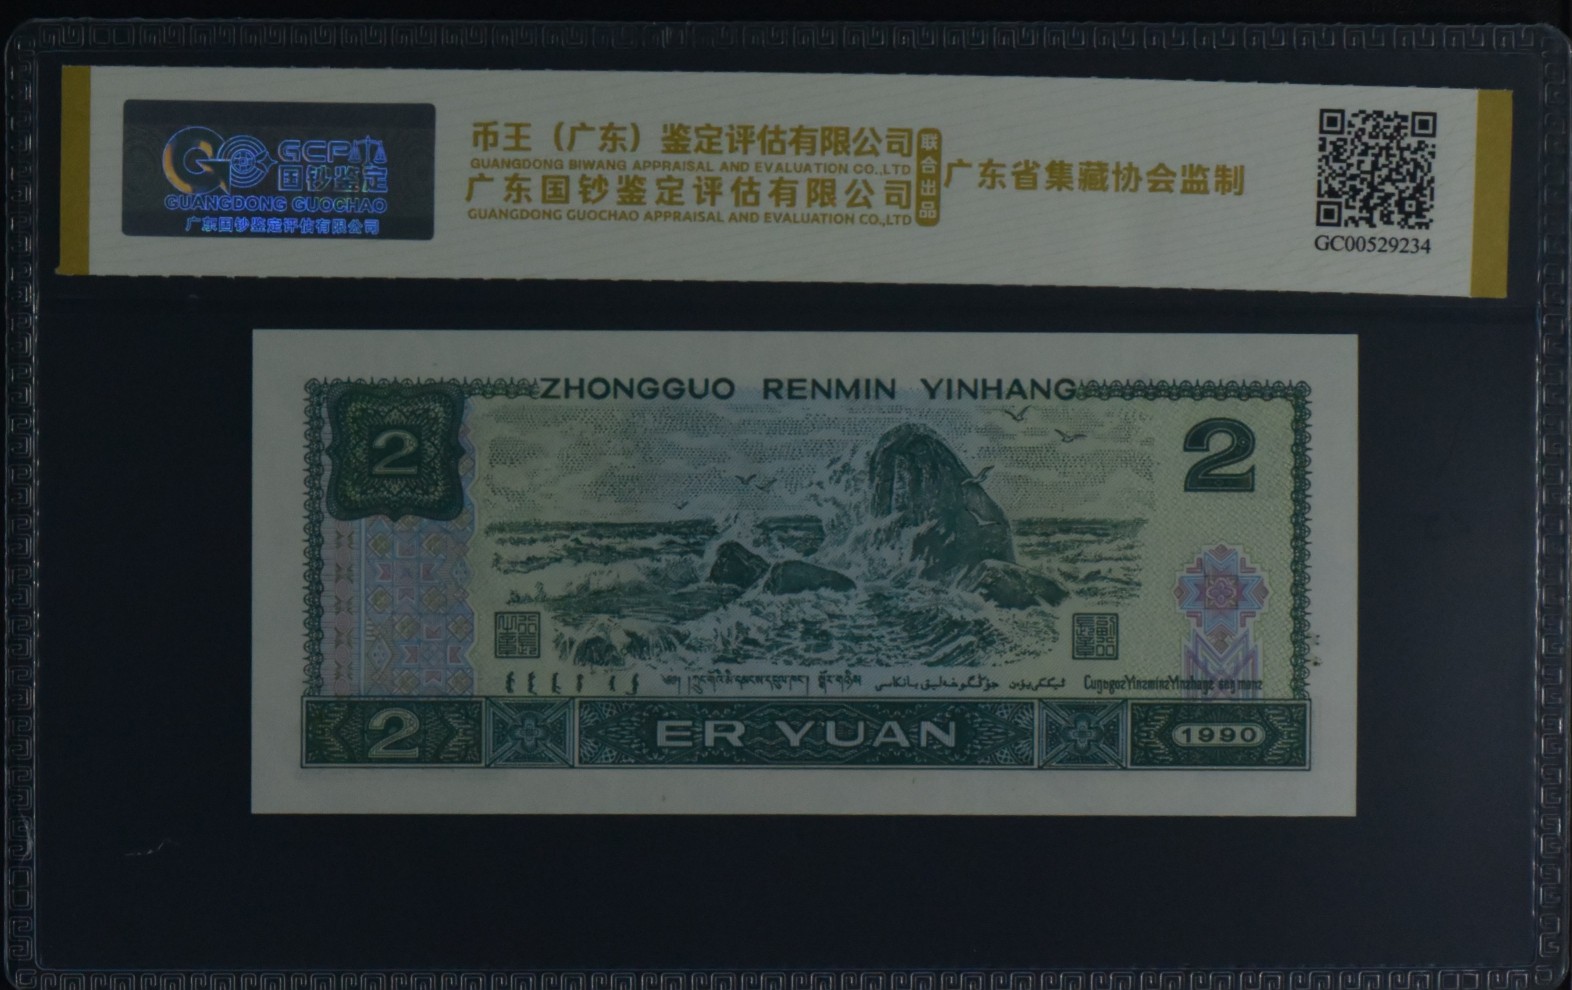 GCF
国钞鉴定
GUANGDONG GUOCHAO
广东国钞鉴定评估有限公司
币王（广东）鉴定评估有限公司
GUANGDONG BIWANG APPRAISAL AND EVALUATION CO.,LTD
广东国钞鉴定评估有限公司
GUANGDONG GUOCHAO APPRAISAL AND EVALUATION CO.,LTD
联合出品
广东省集藏协会监制
GC00529234
ZHONGGUO RENMIN YINHANG
2
2
2
ER YUAN
1990